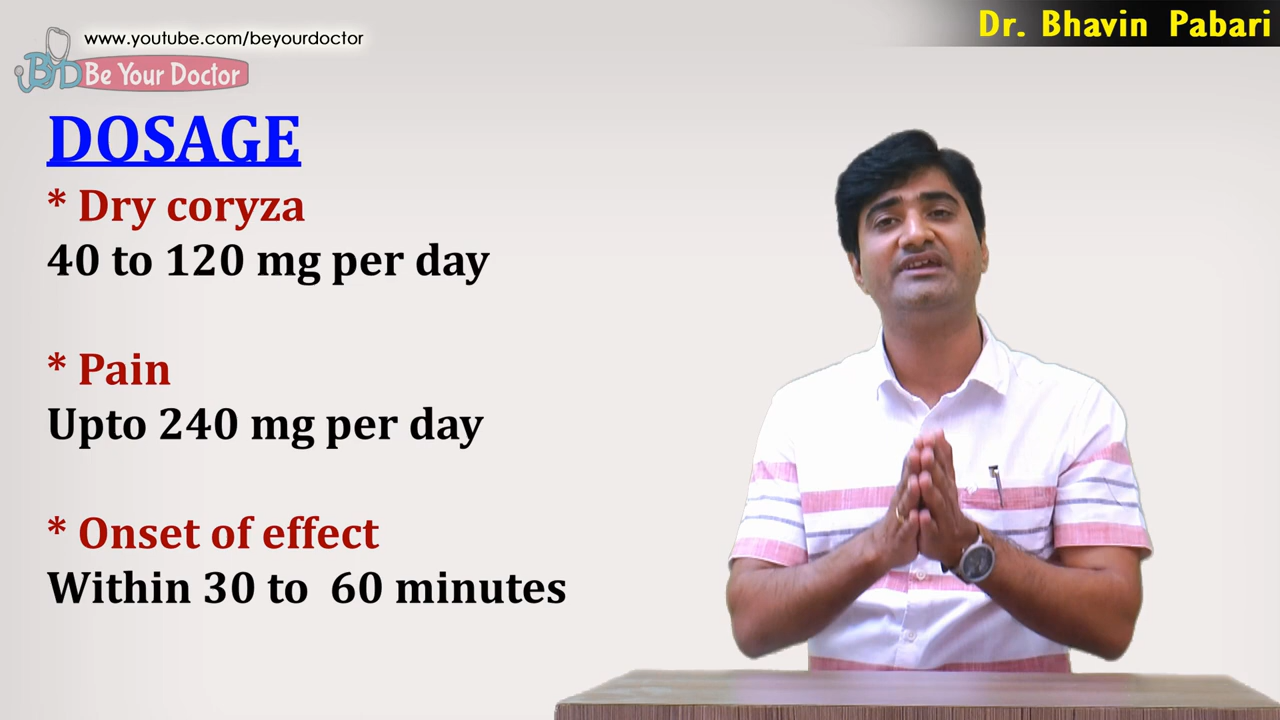 www.youtube.com/beyourdoctor
Dr. Bhavin Pabari
BYD Be Your Doctor
DOSAGE
* Dry coryza
40 to 120 mg per day
* Pain
Upto 240 mg per day
* Onset of effect
Within 30 to 60 minutes